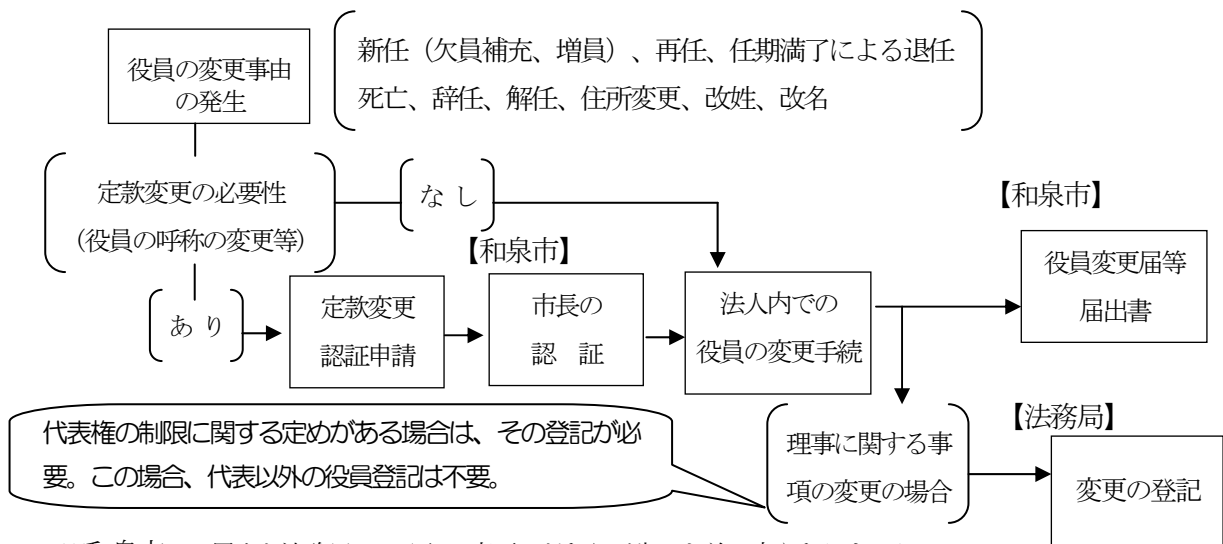 役員の変更事由
の発生
新任（欠員補充、増員）、再任、任期満了による退任
死亡、辞任、解任、住所変更、改姓、改名
定款変更の必要性
（役員の呼称の変更等）
なし
あり
定款変更
認証申請
【和泉市】
市長の
認　証
法人内での
役員の変更手続
【和泉市】
役員変更届等
届出書
代表権の制限に関する定めがある場合は、その登記が必
要。この場合、代表以外の役員登記は不要。
理事に関する事
項の変更の場合
【法務局】
変更の登記